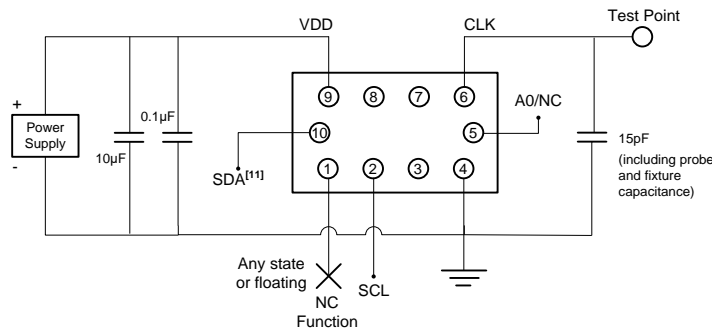 VDD
CLK
Test Point
9
8
7
6
A0/NC
+
0.1µF
Power
Supply
10
5
15pF
10µF
-
(including probe
and fixture
capacitance)
SDA[11]
1
2
3
4
Any state
or floating
SCL
NC
Function